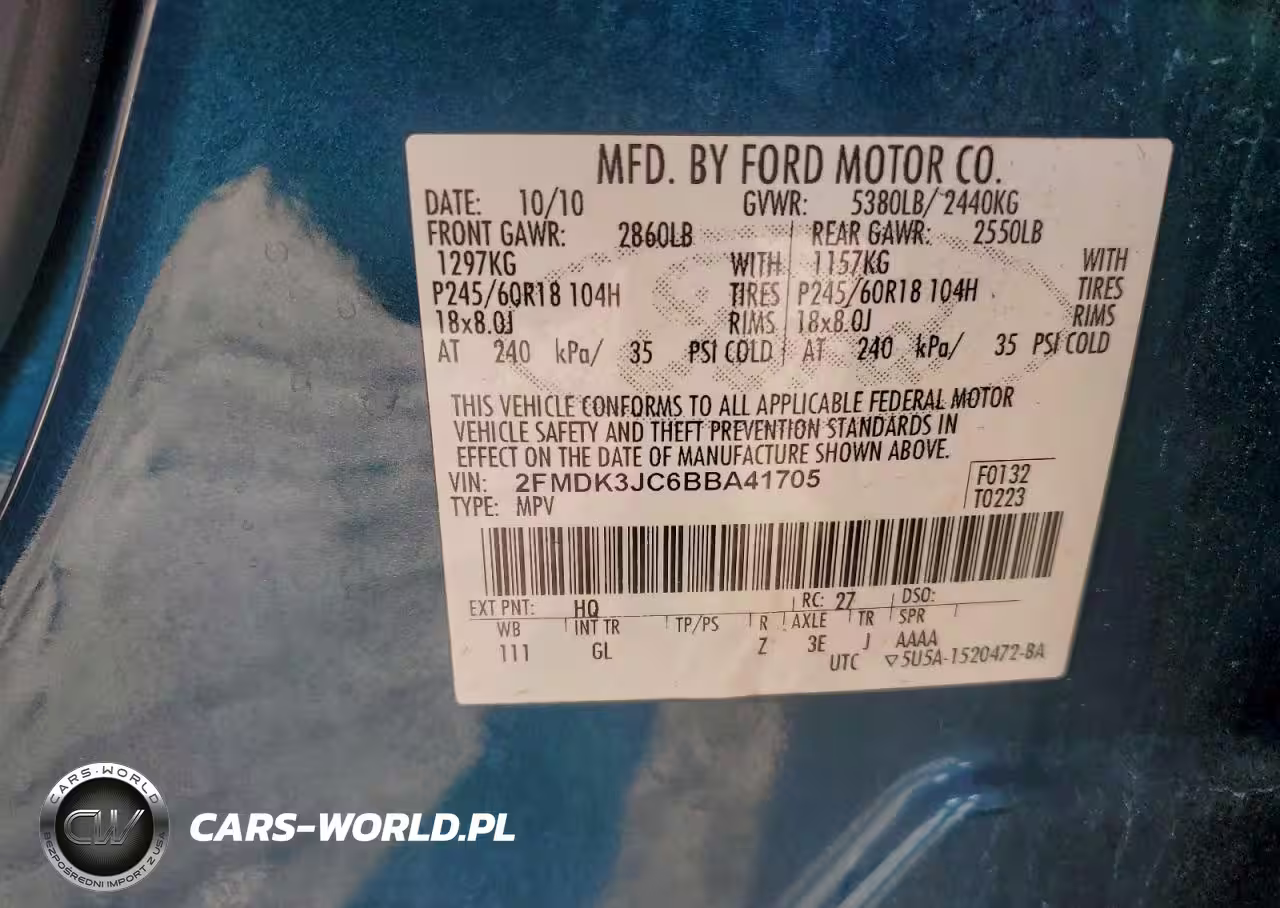 MFD. BY FORD MOTOR CO.
DATE: 10/10 GVWR: 5380LB/2440KG
FRONT GAWR: 2860LB REAR GAWR: 2550LB
1297KG WITH 1157KG WITH
P245/60R18 104H TIRES P245/60R18 104H TIRES
18x8.0J RIMS 18x8.0J RIMS
AT 240 kPa/ 35 PSI COLD AT 240 kPa/ 35 PSI COLD
THIS VEHICLE CONFORMS TO ALL APPLICABLE FEDERAL MOTOR
VEHICLE SAFETY AND THEFT PREVENTION STANDARDS IN
EFFECT ON THE DATE OF MANUFACTURE SHOWN ABOVE.
VIN: 2FMDK3JC6BBA41705 F0132
TYPE: MPV T0223
EXT PNT: HQ RC: 27 DSO:
WB INT TR TP/PS R AXLE TR SPR
111 GL Z 3E J AAAA
UTC ▽5U5A-1520472-BA
CARS-WORLD
CW
BEZPOŚREDNI IMPORT Z USA
CARS-WORLD.PL